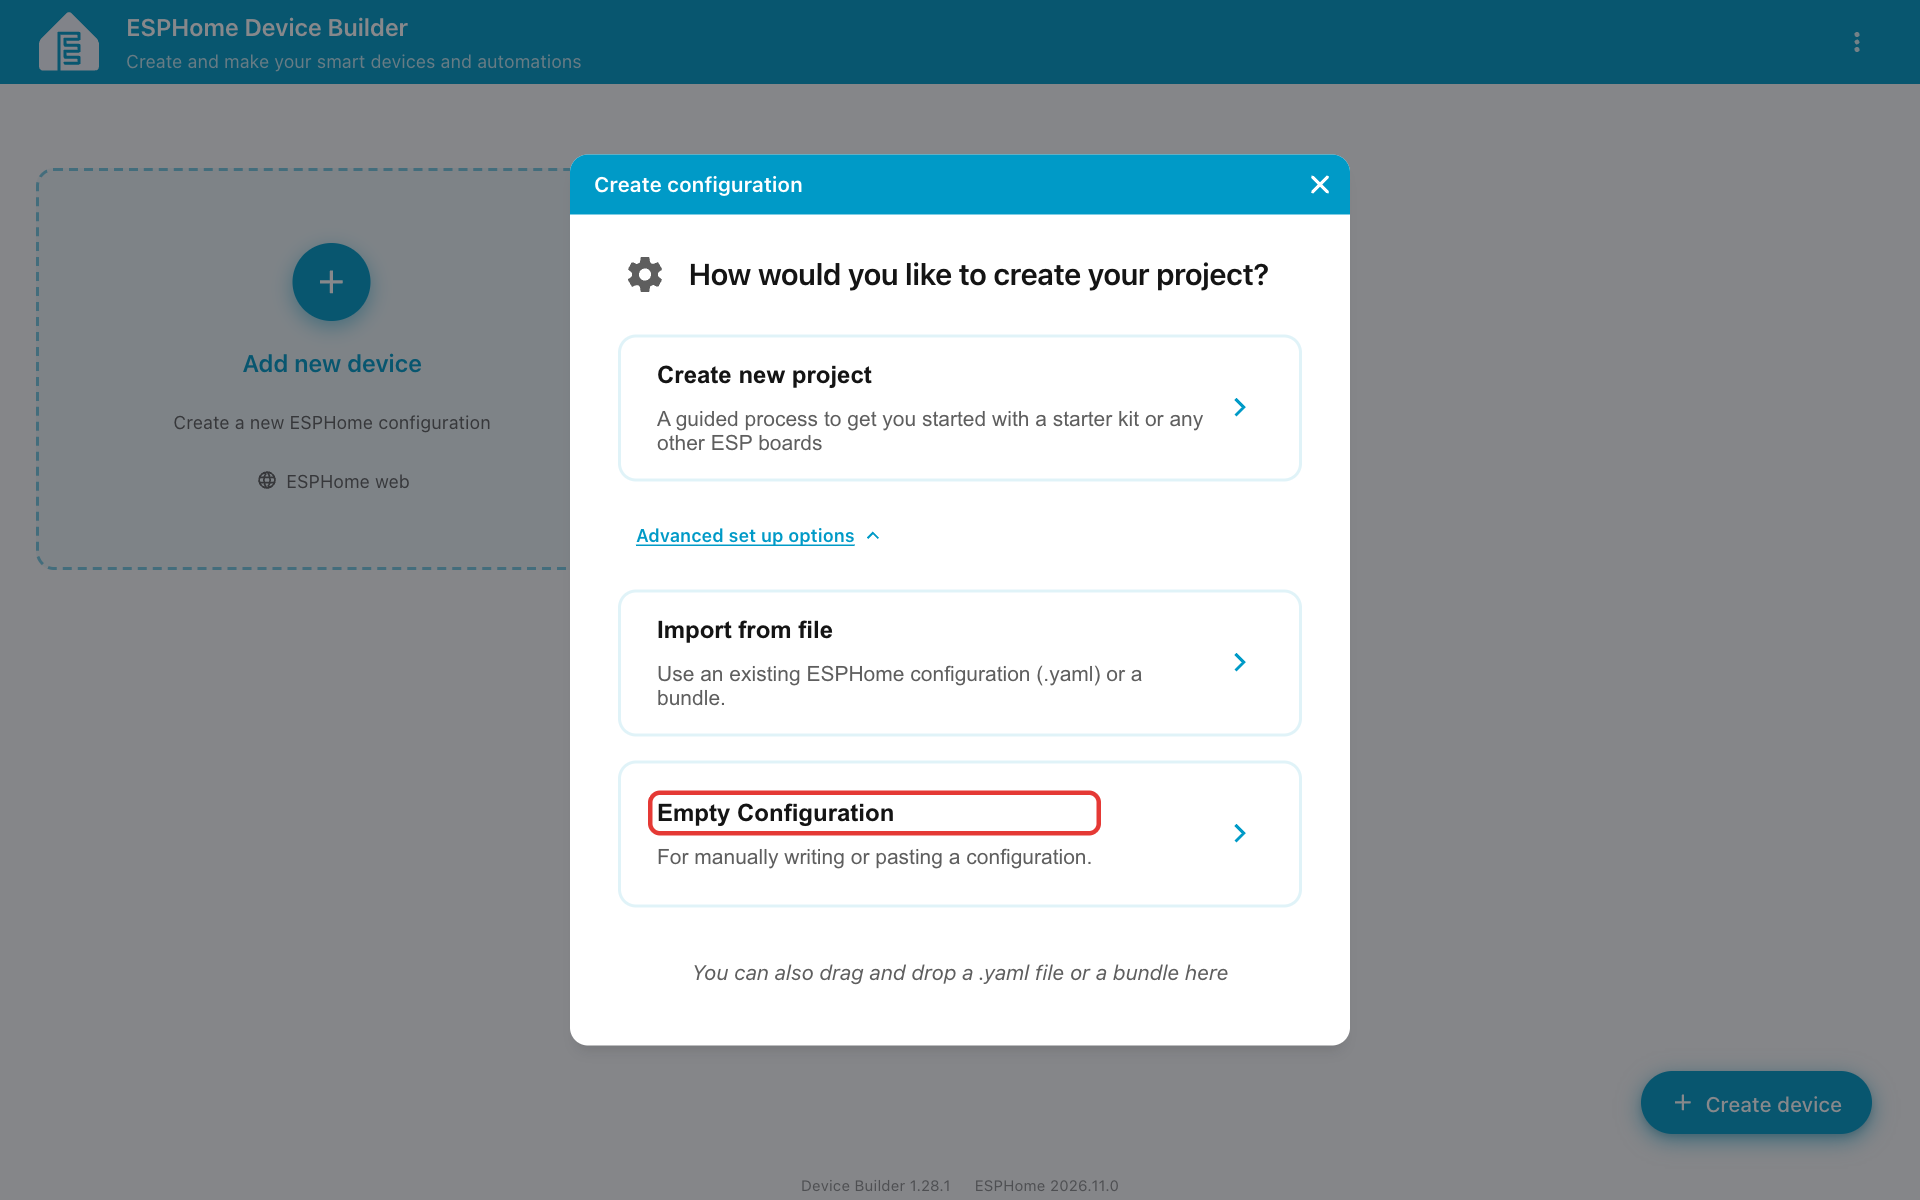 ESPHome Device Builder
Create and make your smart devices and automations
Add new device
Create a new ESPHome configuration
ESPHome web
Create configuration
How would you like to create your project?
Create new project
A guided process to get you started with a starter kit or any
other ESP boards
Advanced set up options
Import from file
Use an existing ESPHome configuration (.yaml) or a
bundle.
Empty Configuration
For manually writing or pasting a configuration.
You can also drag and drop a .yaml file or a bundle here
Create device
Device Builder 1.28.1 ESPHome 2026.11.0